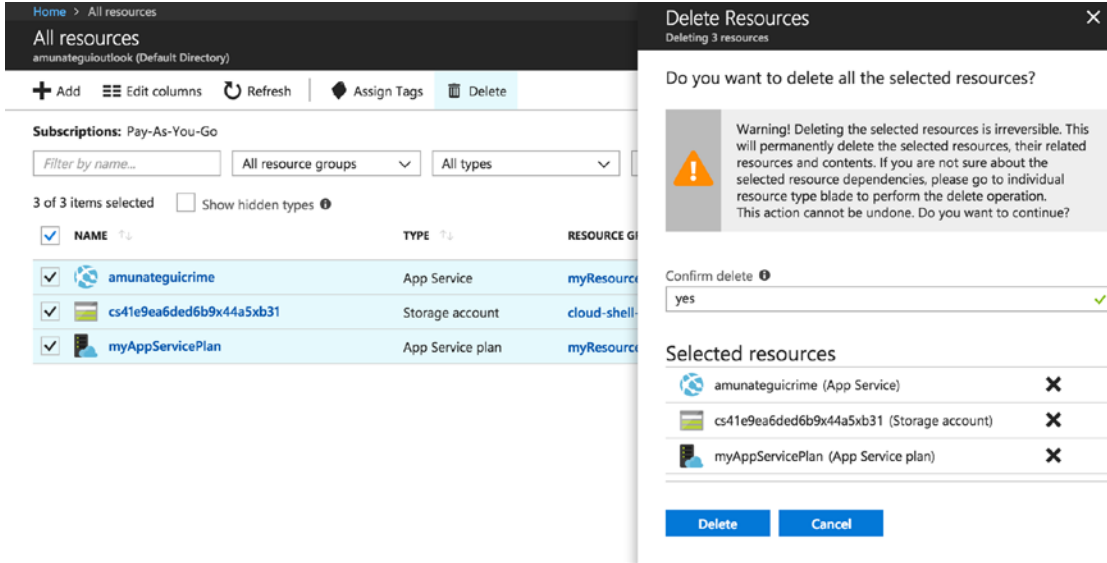 Home > All resources
All resources
amunateguioutlook (Default Directory)
Add Edit columns Refresh Assign Tags Delete
Subscriptions: Pay-As-You-Go
Filter by name... All resource groups All types
3 of 3 items selected Show hidden types
NAME TYPE RESOURCE GR
amunateguicrime App Service myResource
cs41e9ea6ded6b9x44a5xb31 Storage account cloud-shell-
myAppServicePlan App Service plan myResource
Delete Resources
Deleting 3 resources
Do you want to delete all the selected resources?
Warning! Deleting the selected resources is irreversible. This
will permanently delete the selected resources, their related
resources and contents. If you are not sure about the
selected resource dependencies, please go to individual
resource type blade to perform the delete operation.
This action cannot be undone. Do you want to continue?
Confirm delete
yes
Selected resources
amunateguicrime (App Service)
cs41e9ea6ded6b9x44a5xb31 (Storage account)
myAppServicePlan (App Service plan)
Delete Cancel